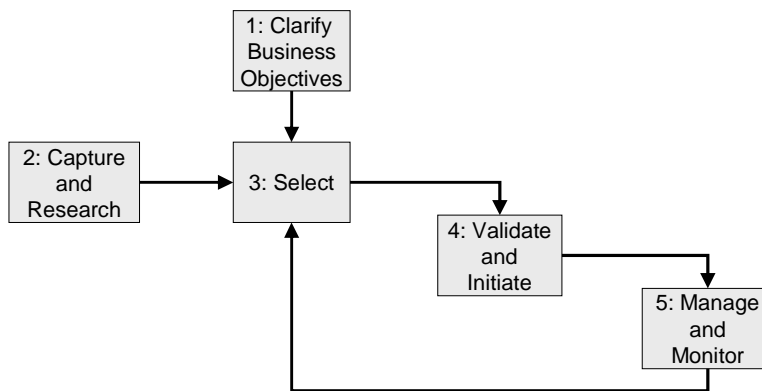 1: Clarify
Business
Objectives
2: Capture
and
Research
3: Select
4: Validate
and
Initiate
5: Manage
and
Monitor